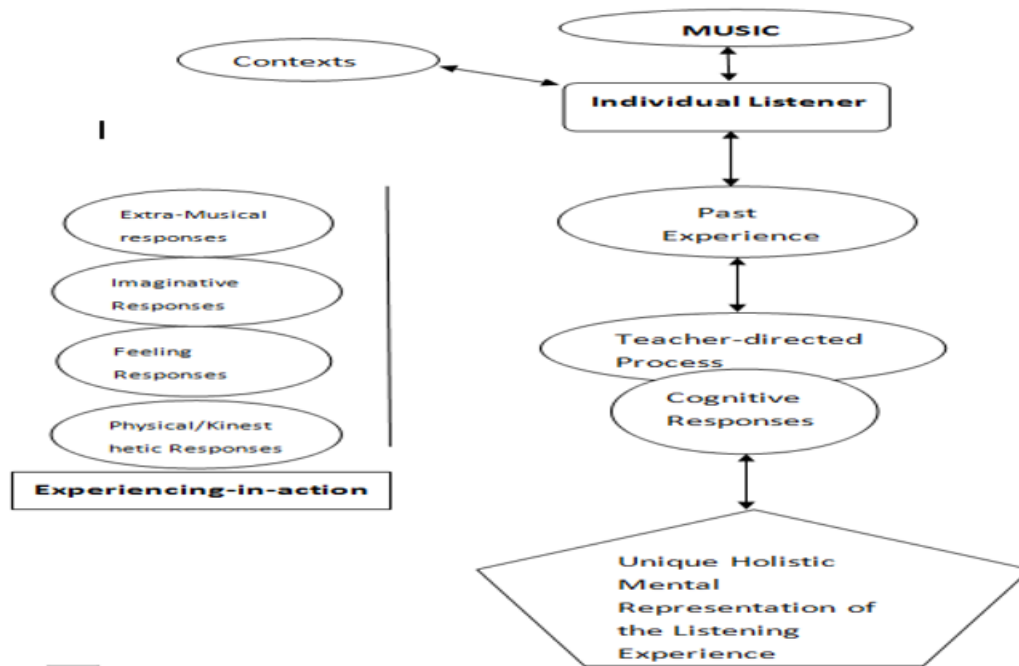 MUSIC
Contexts
Individual Listener
I
Past
Experience
Extra-Musical
responses
Imaginative
Responses
Feeling
Responses
Physical/Kinest
hetic Responses
Experiencing-in-action
Teacher-directed
Process
Cognitive
Responses
Unique Holistic
Mental
Representation of
the Listening
Experience